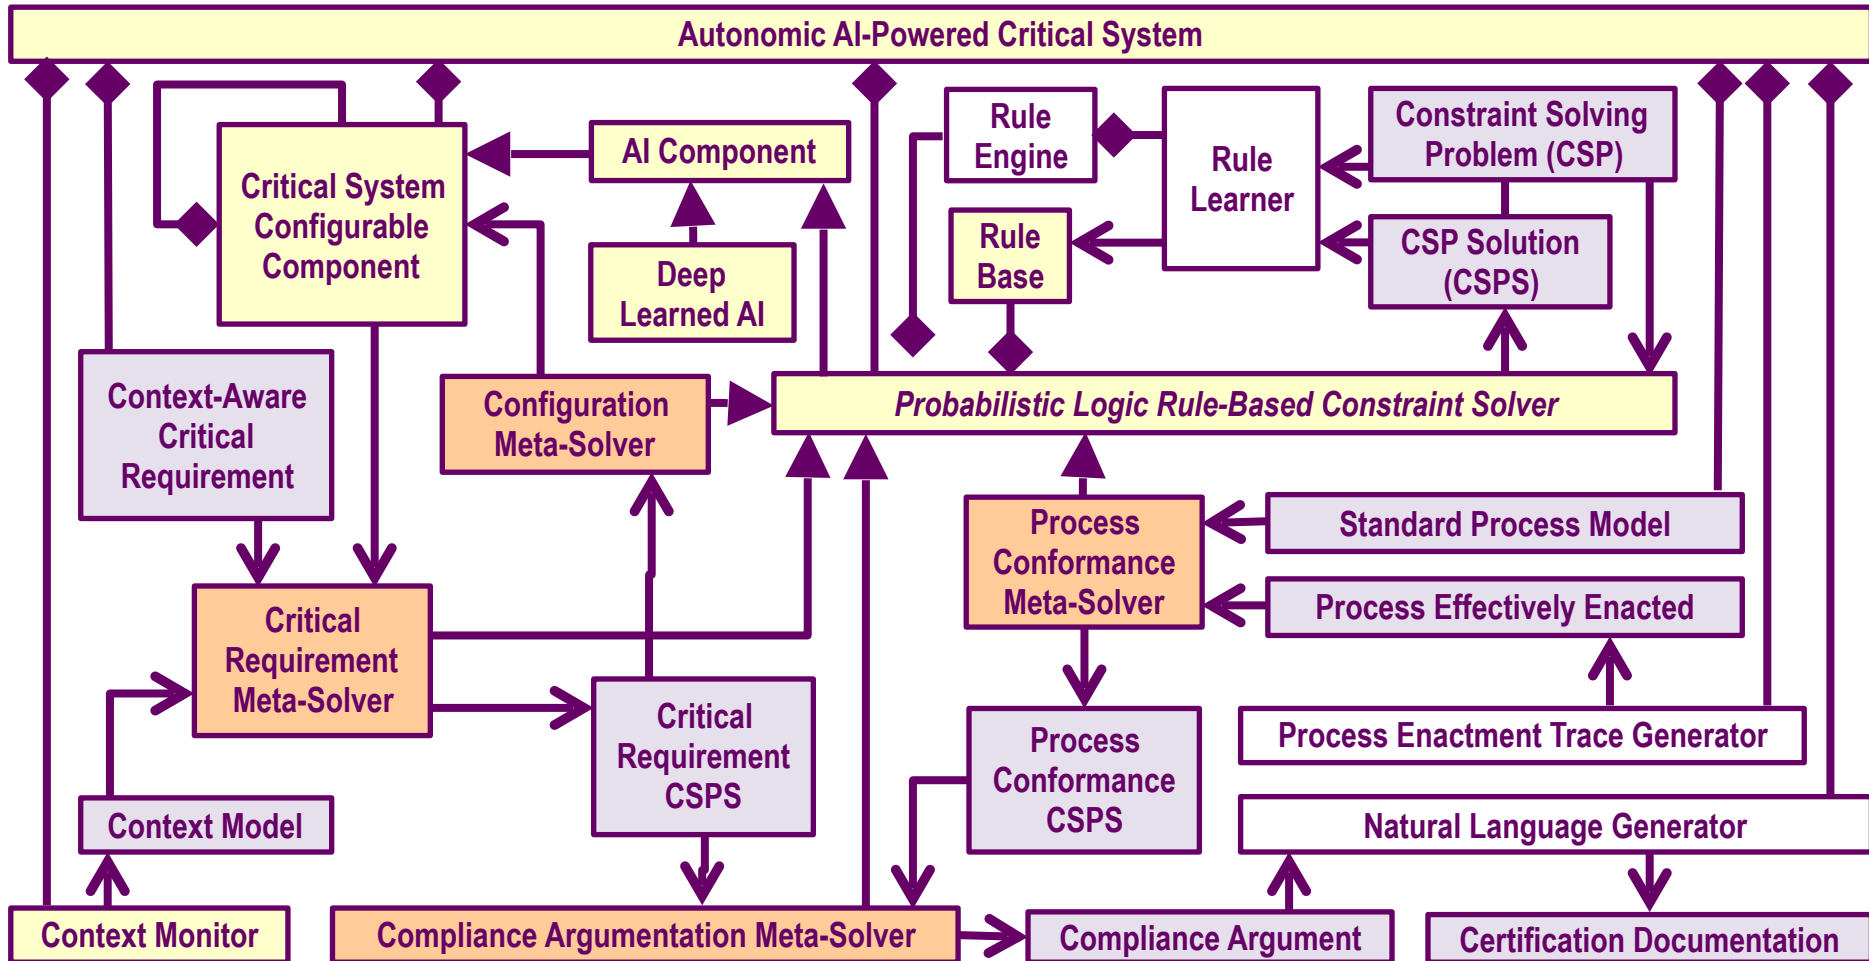 Autonomic AI-Powered Critical System
Critical System
Configurable
Component
AI Component
Deep
Learned AI
Rule
Engine
Rule
Base
Rule
Learner
Constraint Solving
Problem (CSP)
CSP Solution
(CSPS)
Context-Aware
Critical
Requirement
Configuration
Meta-Solver
Probabilistic Logic Rule-Based Constraint Solver
Process
Conformance
Meta-Solver
Standard Process Model
Process Effectively Enacted
Critical
Requirement
Meta-Solver
Critical
Requirement
CSPS
Process
Conformance
CSPS
Process Enactment Trace Generator
Context Model
Natural Language Generator
Context Monitor
Compliance Argumentation Meta-Solver
Compliance Argument
Certification Documentation